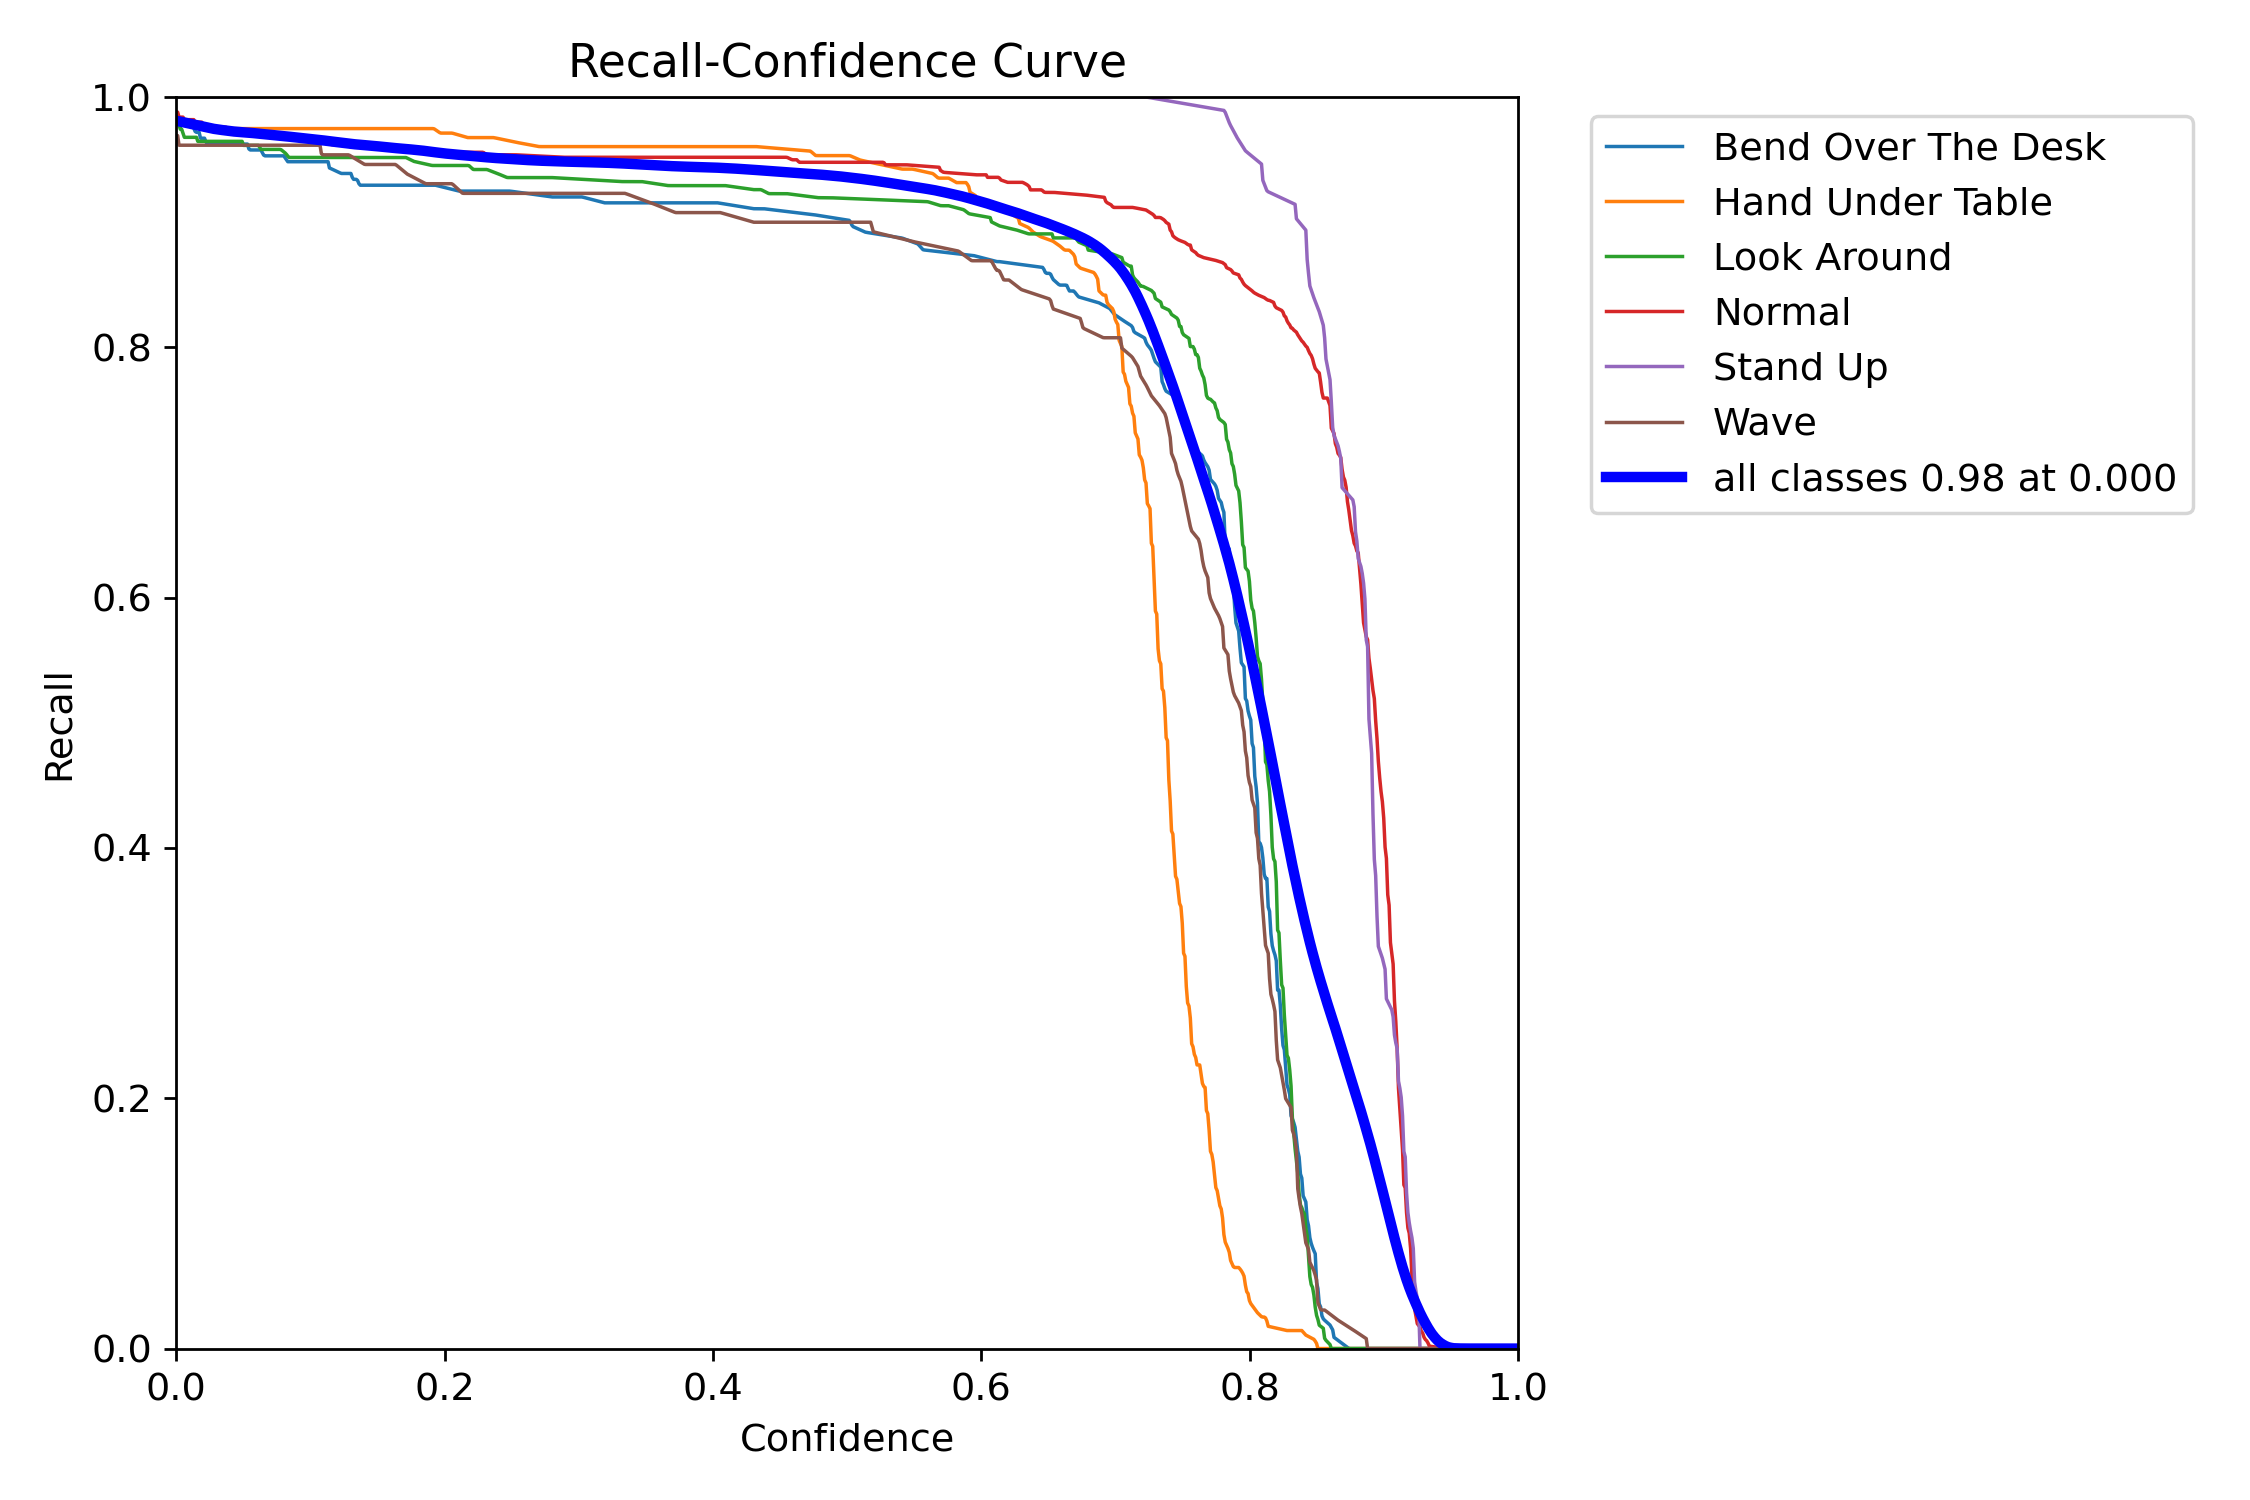 Recall-Confidence Curve
1.0
0.8
0.6
0.4
0.2
0.0
Recall
0.0 0.2 0.4 0.6 0.8 1.0
Confidence
Bend Over The Desk
Hand Under Table
Look Around
Normal
Stand Up
Wave
all classes 0.98 at 0.000